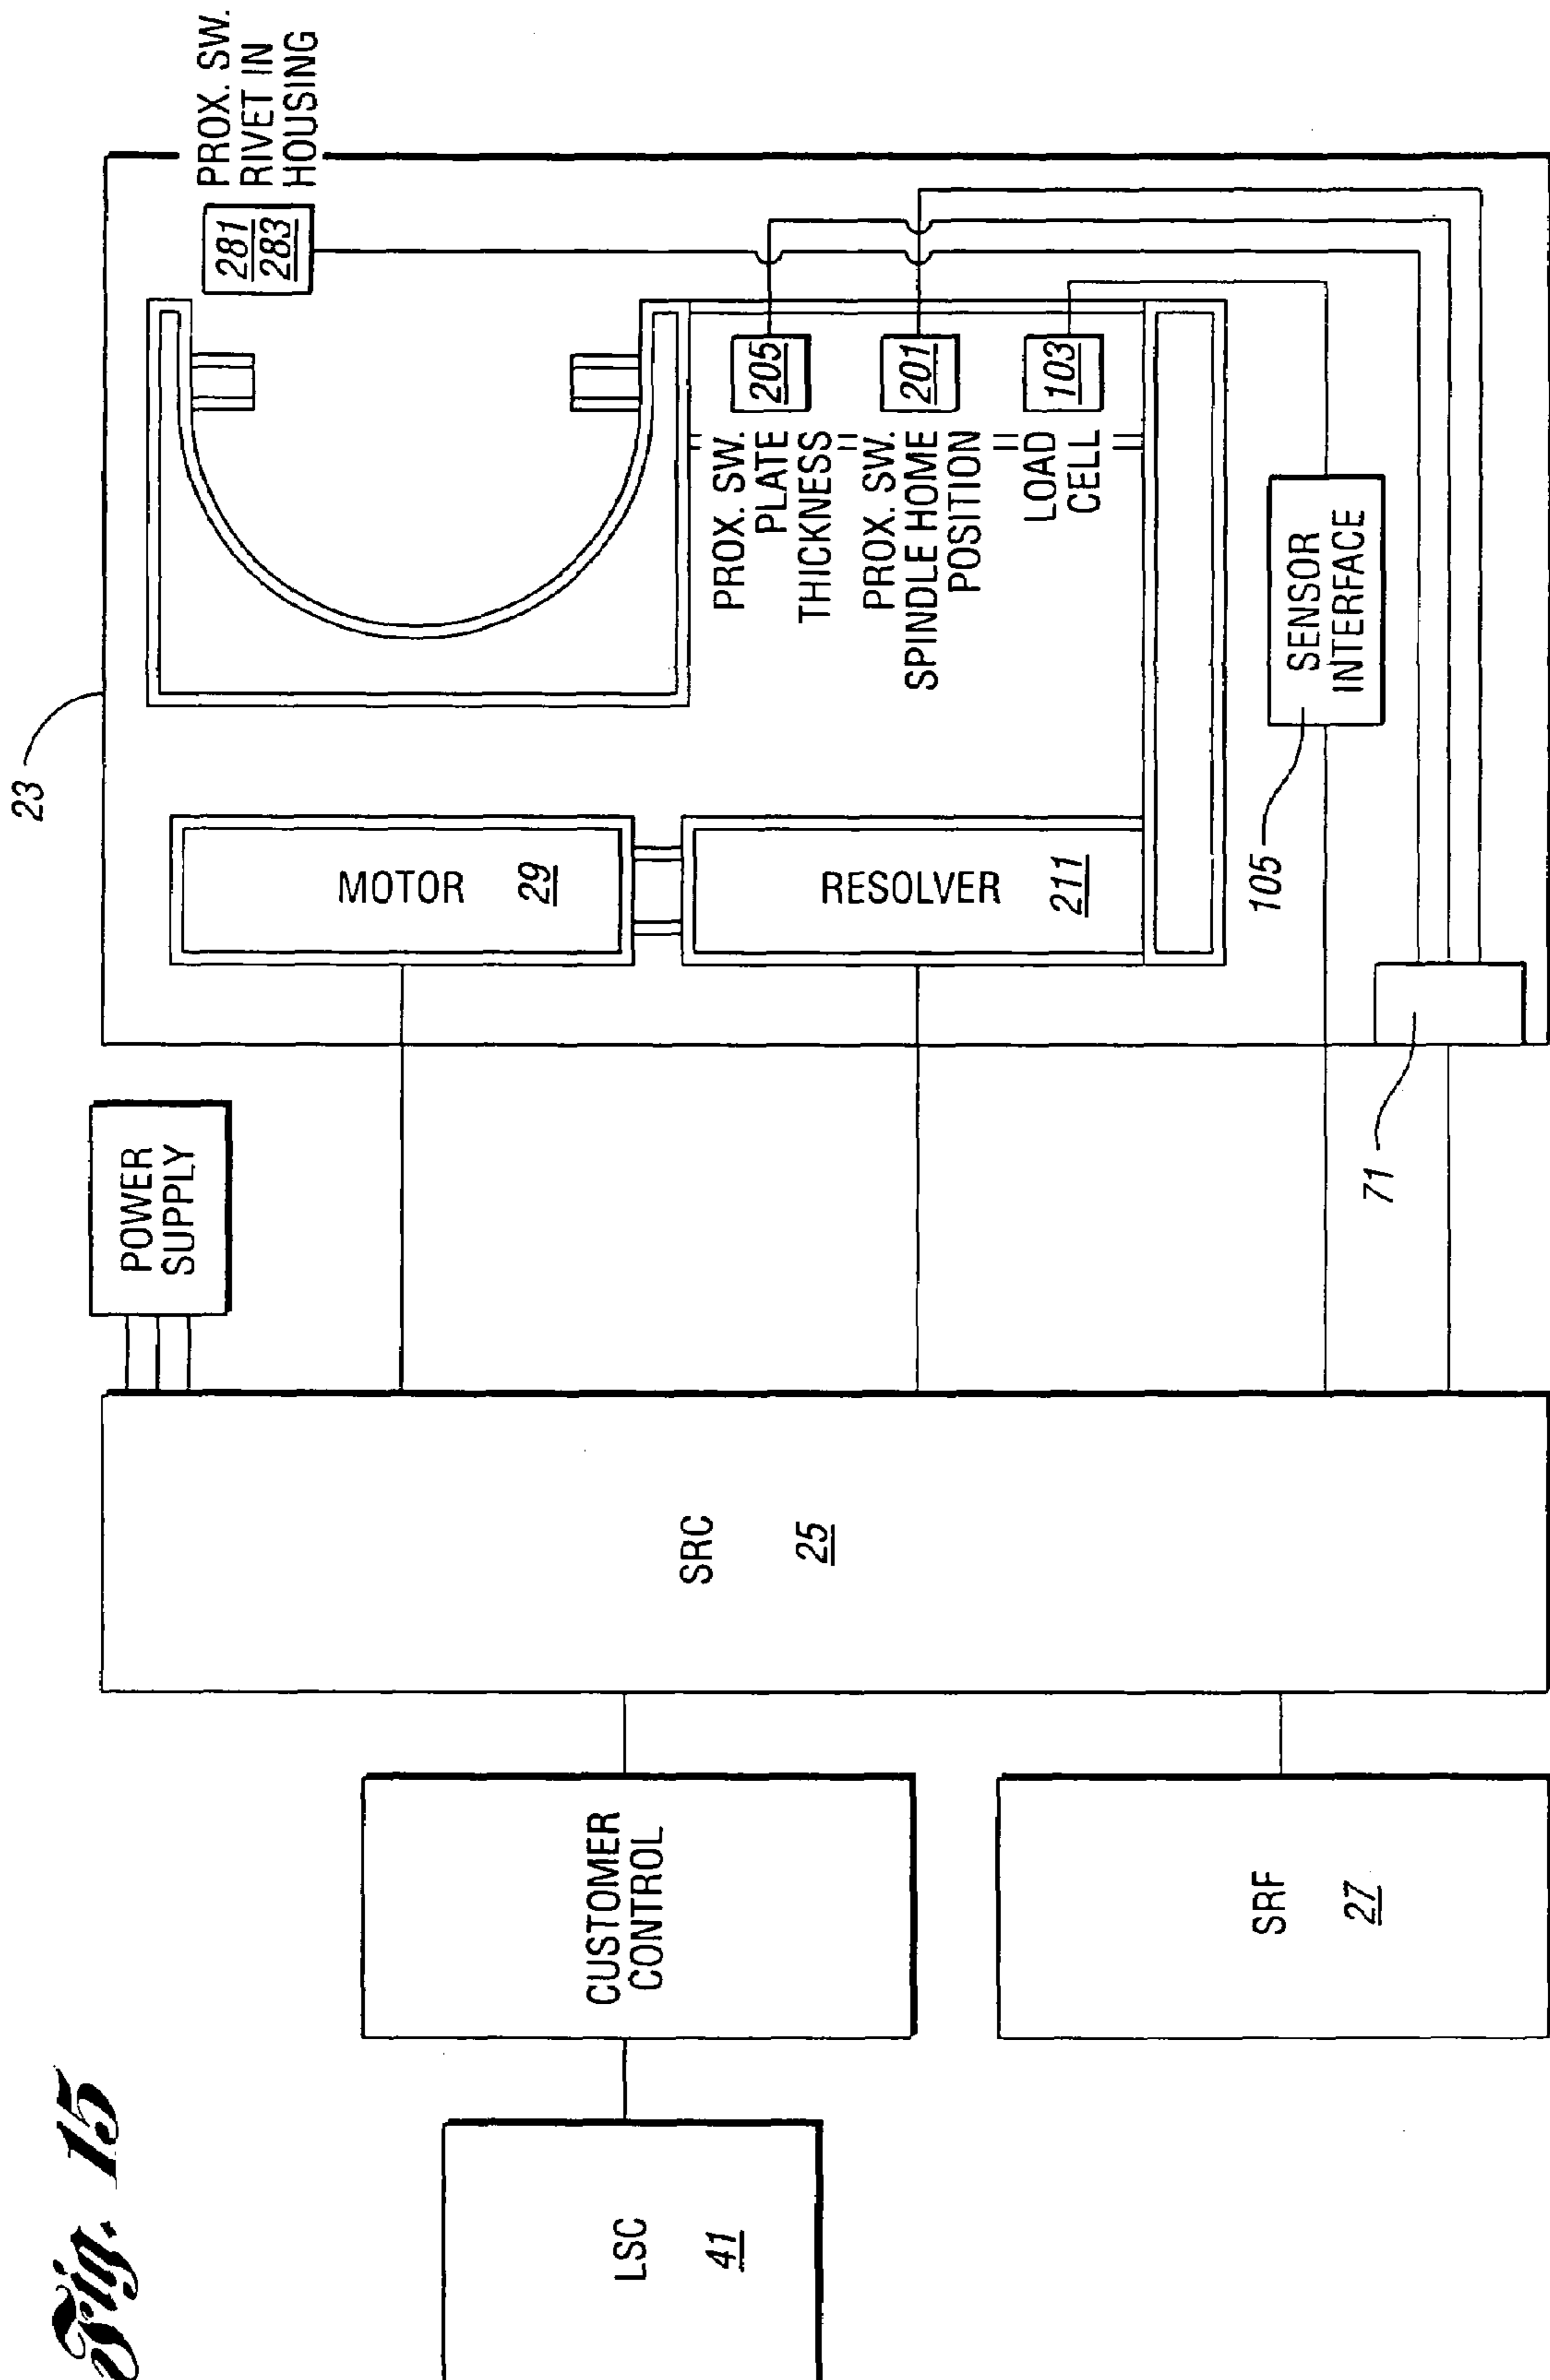 Fig. 15
LSC
41
CUSTOMER
CONTROL
SRF
27
SRC
25
POWER
SUPPLY
23
MOTOR 29
RESOLVER 211
PROX. SW.
RIVET IN
HOUSING
281
283
PROX. SW.
PLATE
THICKNESS
205
PROX. SW.
SPINDLE HOME
POSITION
201
LOAD
CELL
103
SENSOR
INTERFACE
105
71